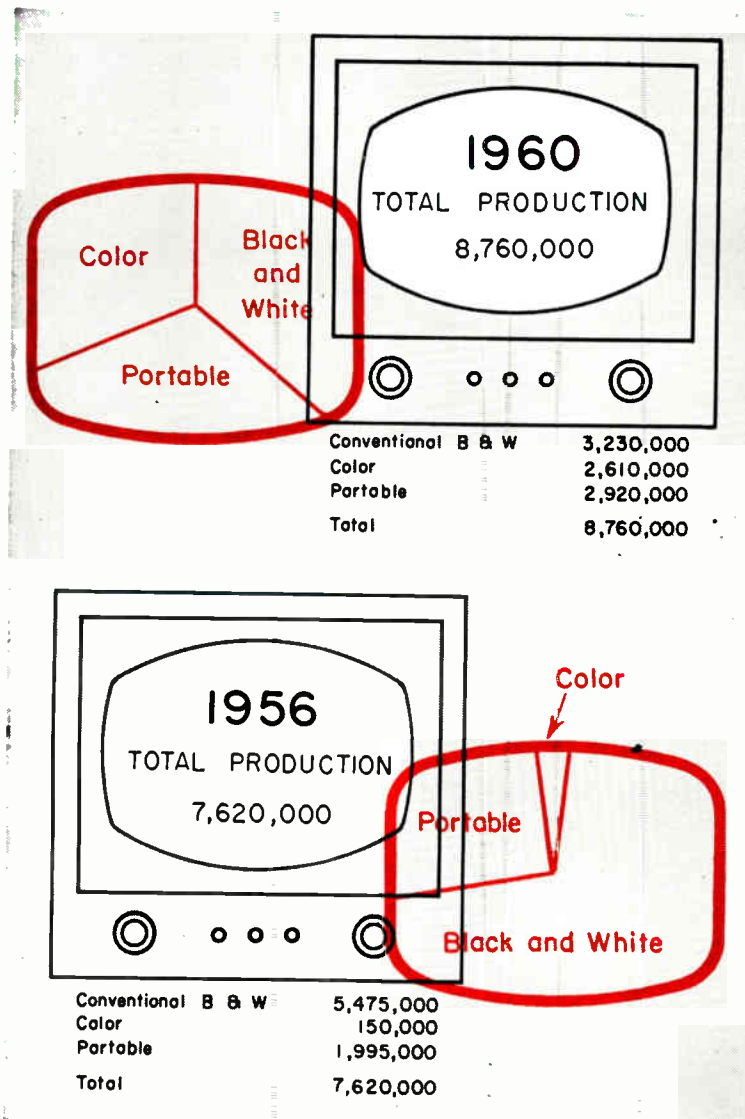 1960
TOTAL PRODUCTION
8,760,000
Color
Black
and
White
Portable
Conventional B & W 3,230,000
Color 2,610,000
Portable 2,920,000
Total 8,760,000
1956
TOTAL PRODUCTION
7,620,000
Color
Portable
Black and White
Conventional B & W 5,475,000
Color 150,000
Portable 1,995,000
Total 7,620,000